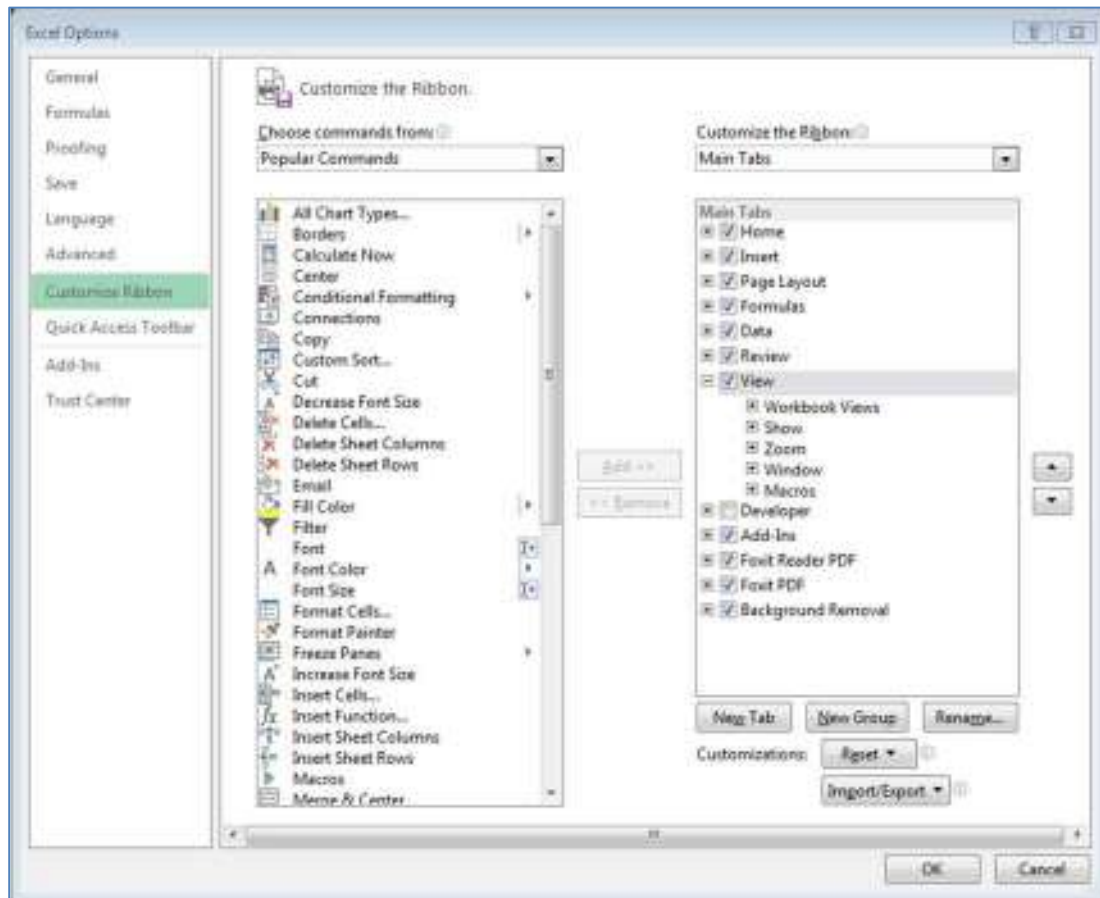 Excel Options
General
Formulas
Proofing
Save
Language
Advanced
Customize Ribbon
Quick Access Toolbar
Add-Ins
Trust Center
Customize the Ribbon.
Choose commands from:
Popular Commands
All Chart Types...
Borders
Calculate Now
Center
Conditional Formatting
Connections
Copy
Custom Sort...
Cut
Decrease Font Size
Delete Cells...
Delete Sheet Columns
Delete Sheet Rows
Email
Fill Color
Filter
Font
Font Color
Font Size
Format Cells...
Format Painter
Freeze Panes
Increase Font Size
Insert Cells...
Insert Function...
Insert Sheet Columns
Insert Sheet Rows
Macros
Merge & Center
Add >>
<< Remove
Customize the Ribbon:
Main Tabs
Main Tabs
Home
Insert
Page Layout
Formulas
Data
Review
View
Workbook Views
Show
Zoom
Window
Macros
Developer
Add-Ins
Foxit Reader PDF
Foxit PDF
Background Removal
New Tab
New Group
Rename...
Customizations:
Reset
Import/Export
OK
Cancel